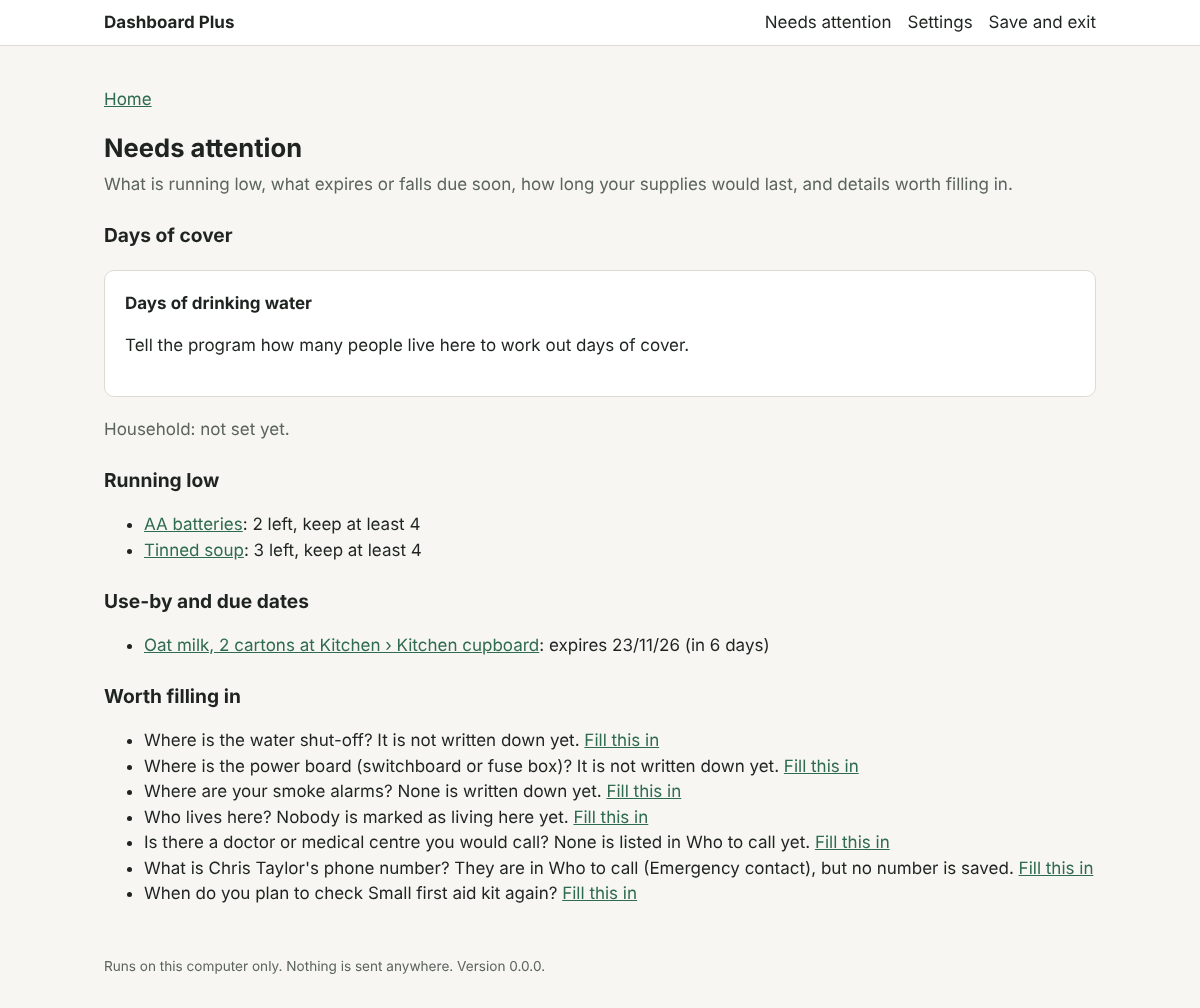 Dashboard Plus
Needs attention Settings Save and exit
Home
Needs attention
What is running low, what expires or falls due soon, how long your supplies would last, and details worth filling in.
Days of cover
Days of drinking water
Tell the program how many people live here to work out days of cover.
Household: not set yet.
Running low
• AA batteries: 2 left, keep at least 4
• Tinned soup: 3 left, keep at least 4
Use-by and due dates
• Oat milk, 2 cartons at Kitchen › Kitchen cupboard: expires 23/11/26 (in 6 days)
Worth filling in
• Where is the water shut-off? It is not written down yet. Fill this in
• Where is the power board (switchboard or fuse box)? It is not written down yet. Fill this in
• Where are your smoke alarms? None is written down yet. Fill this in
• Who lives here? Nobody is marked as living here yet. Fill this in
• Is there a doctor or medical centre you would call? None is listed in Who to call yet. Fill this in
• What is Chris Taylor's phone number? They are in Who to call (Emergency contact), but no number is saved. Fill this in
• When do you plan to check Small first aid kit again? Fill this in
Runs on this computer only. Nothing is sent anywhere. Version 0.0.0.